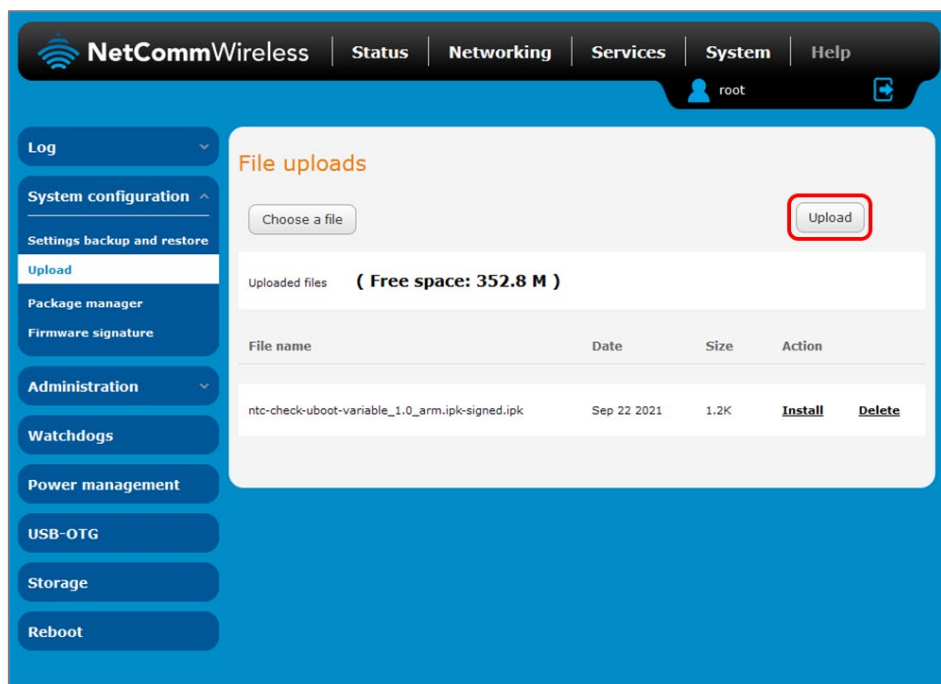 NetCommWireless Status Networking Services System Help
root
Log
System configuration
Settings backup and restore
Upload
Package manager
Firmware signature
Administration
Watchdogs
Power management
USB-OTG
Storage
Reboot
File uploads
Choose a file Upload
Uploaded files ( Free space: 352.8 M )
File name Date Size Action
ntc-check-uboot-variable_1.0_arm.ipk-signed.ipk Sep 22 2021 1.2K Install Delete